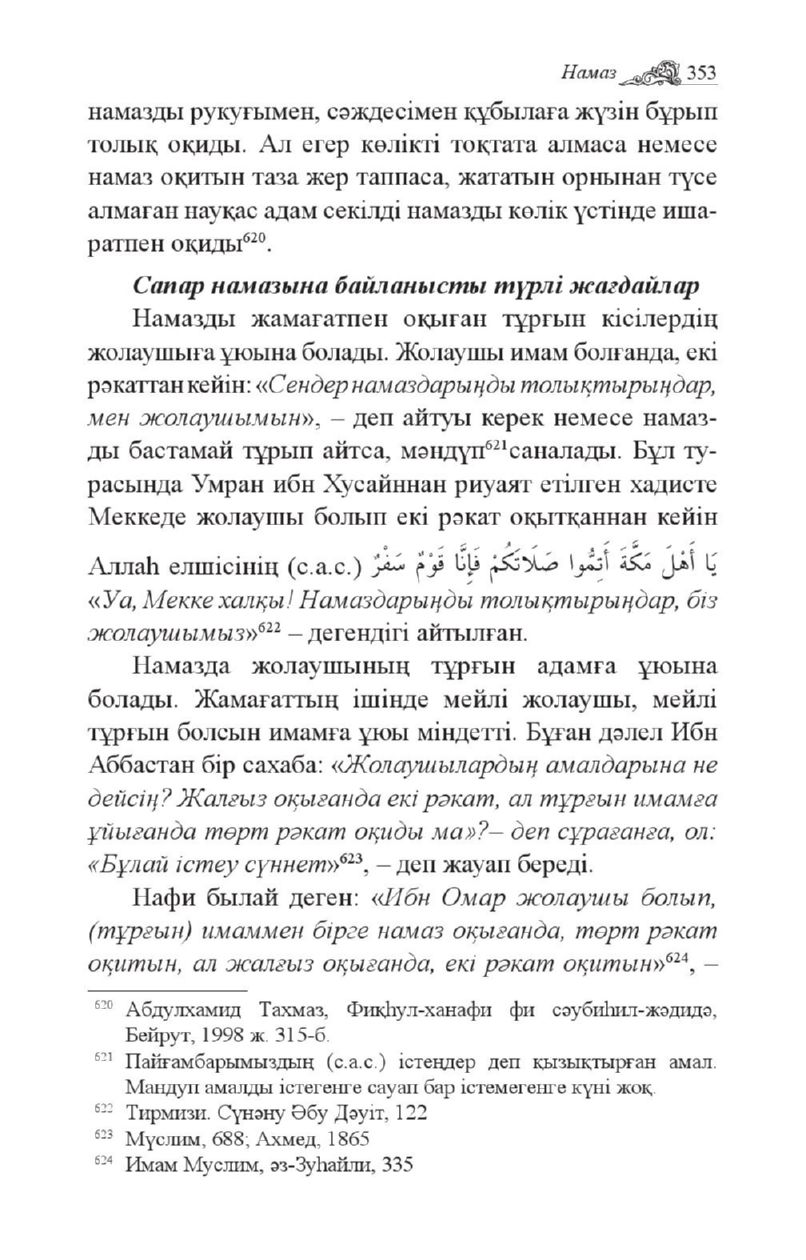 Намаз 353
намазды рукуғымен, сәждесімен құбылаға жүзін бұрып
толық оқиды. Ал егер көлікті тоқтата алмаса немесе
намаз оқитын таза жер таппаса, жататын орнынан түсе
алмаған науқас адам секілді намазды көлік үстінде иша-
ратпен оқиды⁶²⁰.
Сапар намазына байланысты түрлі жағдайлар
Намазды жамағатпен оқыған тұрғын кісілердің
жолаушыға ұюына болады. Жолаушы имам болғанда, екі
рәкаттан кейін: «Сендер намаздарыңды толықтырыңдар,
мен жолаушымын», – деп айтуы керек немесе намаз-
ды бастамай тұрып айтса, мәндүп⁶²¹саналады. Бұл ту-
расында Умран ибн Хусайннан риуаят етілген хадисте
Меккеде жолаушы болып екі рәкат оқытқаннан кейін
Аллаһ елшісінің (с.а.с.) يَا أَهْلَ مَكَّةَ أَتِمُّوا صَلَاتَكُمْ فَإِنَّا قَوْمٌ سَفْرٌ
«Уа, Мекке халқы! Намаздарыңды толықтырыңдар, біз
жолаушымыз»⁶²² – дегендігі айтылған.
Намазда жолаушының тұрғын адамға ұюына
болады. Жамағаттың ішінде мейлі жолаушы, мейлі
тұрғын болсын имамға ұюы міндетті. Бұған дәлел Ибн
Аббастан бір сахаба: «Жолаушылардың амалдарына не
дейсің? Жалғыз оқығанда екі рәкат, ал тұрғын имамға
ұйығанда төрт рәкат оқиды ма»?– деп сұрағанға, ол:
«Бұлай істеу сүннет»⁶²³, – деп жауап береді.
Нафи былай деген: «Ибн Омар жолаушы болып,
(тұрғын) имаммен бірге намаз оқығанда, төрт рәкат
оқитын, ал жалғыз оқығанда, екі рәкат оқитын»⁶²⁴, –
⁶²⁰ Абдулхамид Тахмаз, Фиқһул-ханафи фи сәубиһил-жәдидә,
Бейрут, 1998 ж. 315-б.
⁶²¹ Пайғамбарымыздың (с.а.с.) істеңдер деп қызықтырған амал.
Мандуп амалды істегенге сауап бар істемегенге күні жоқ.
⁶²² Тирмизи. Сүнәну Әбу Дәуіт, 122
⁶²³ Мүслим, 688; Ахмед, 1865
⁶²⁴ Имам Муслим, әз-Зуһайли, 335